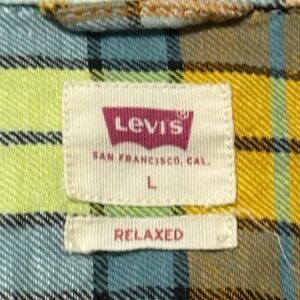 LEVI'S
SAN FRANCISCO, CAL.
L
RELAXED